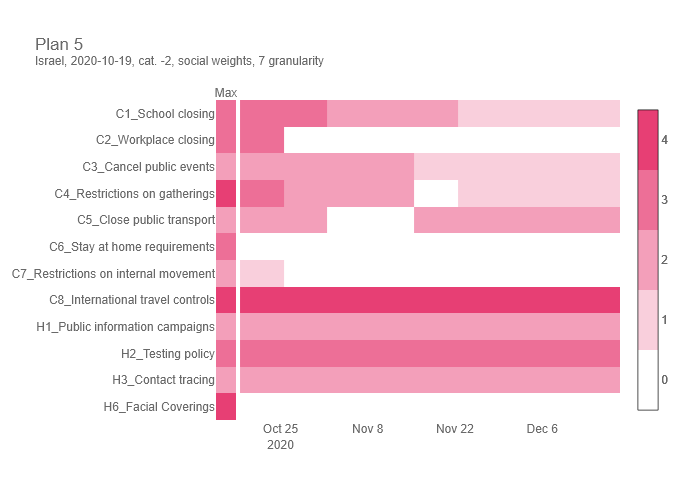 Plan 5
Israel, 2020-10-19, cat. -2, social weights, 7 granularity
Max
C1_School closing
C2_Workplace closing
C3_Cancel public events
C4_Restrictions on gatherings
C5_Close public transport
C6_Stay at home requirements
C7_Restrictions on internal movement
C8_International travel controls
H1_Public information campaigns
H2_Testing policy
H3_Contact tracing
H6_Facial Coverings
Oct 25 Nov 8 Nov 22 Dec 6
2020
4
3
2
1
0